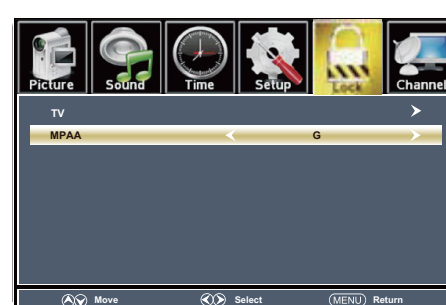 Picture Sound Time Setup Lock Channel
TV
MPAA G
Move Select MENU Return